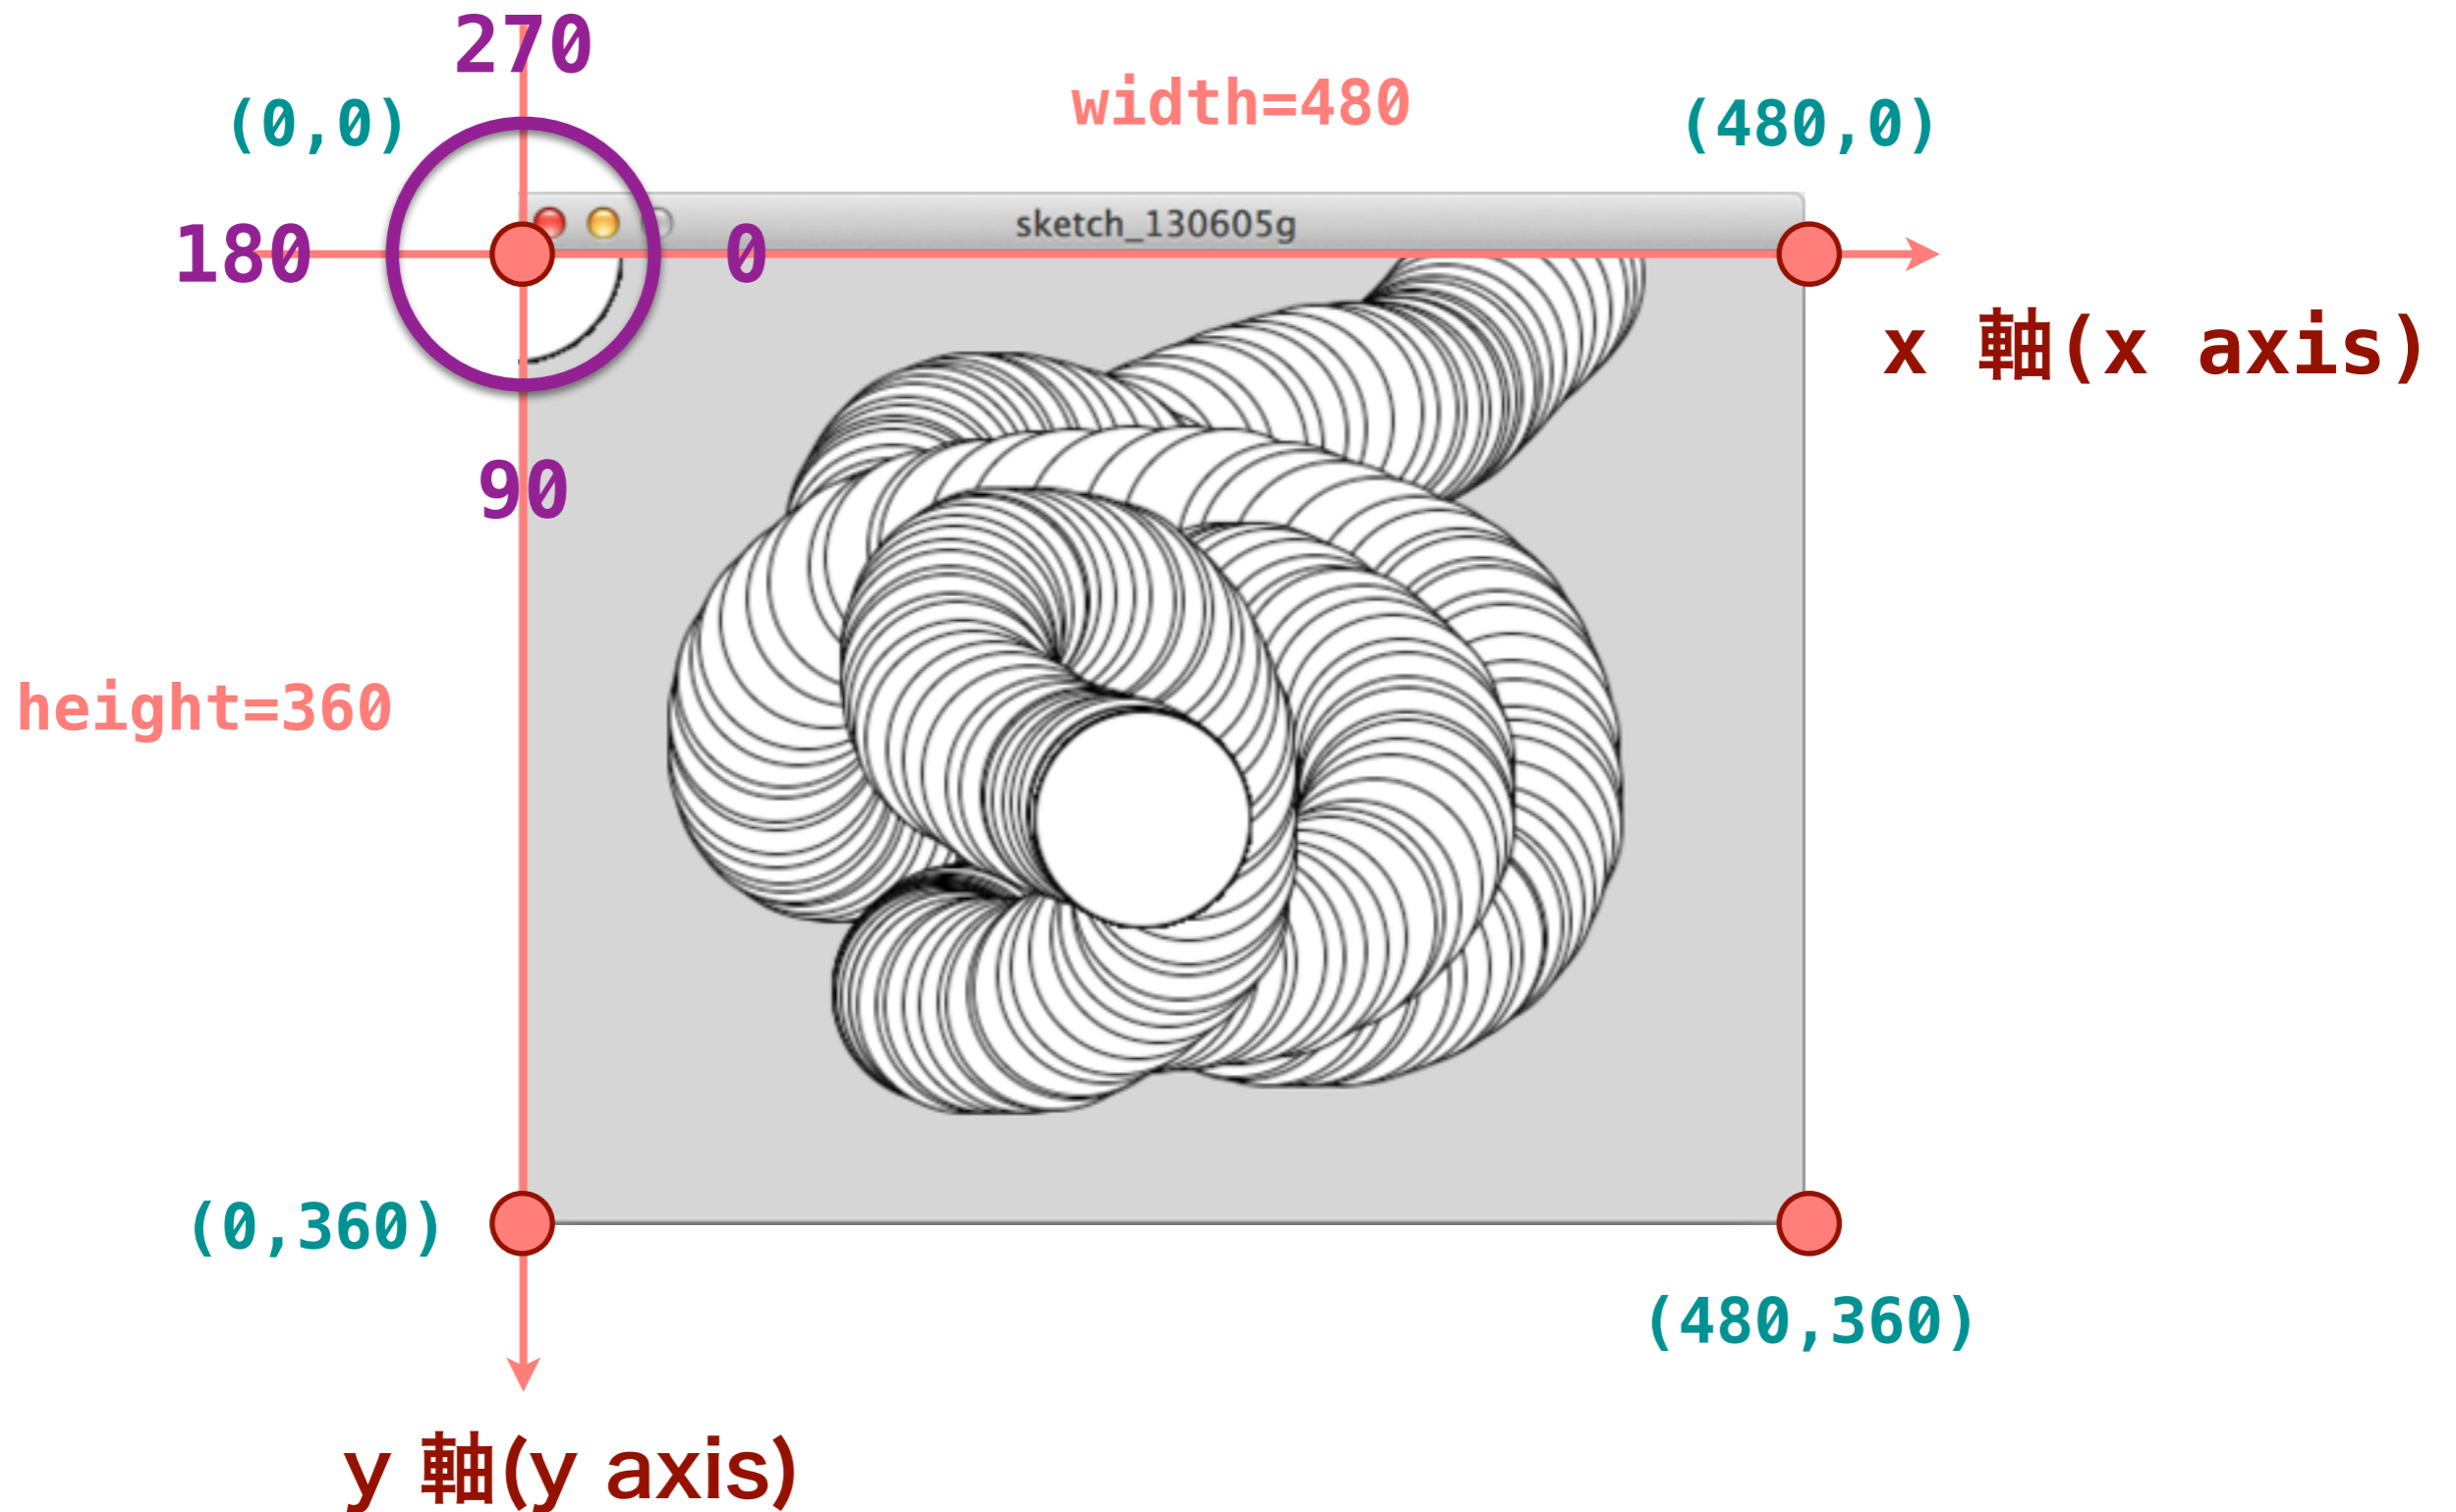 270
(0,0)
width=480
(480,0)
sketch_130605g
180
0
x 軸(x axis)
90
height=360
(0,360)
(480,360)
y 軸(y axis)